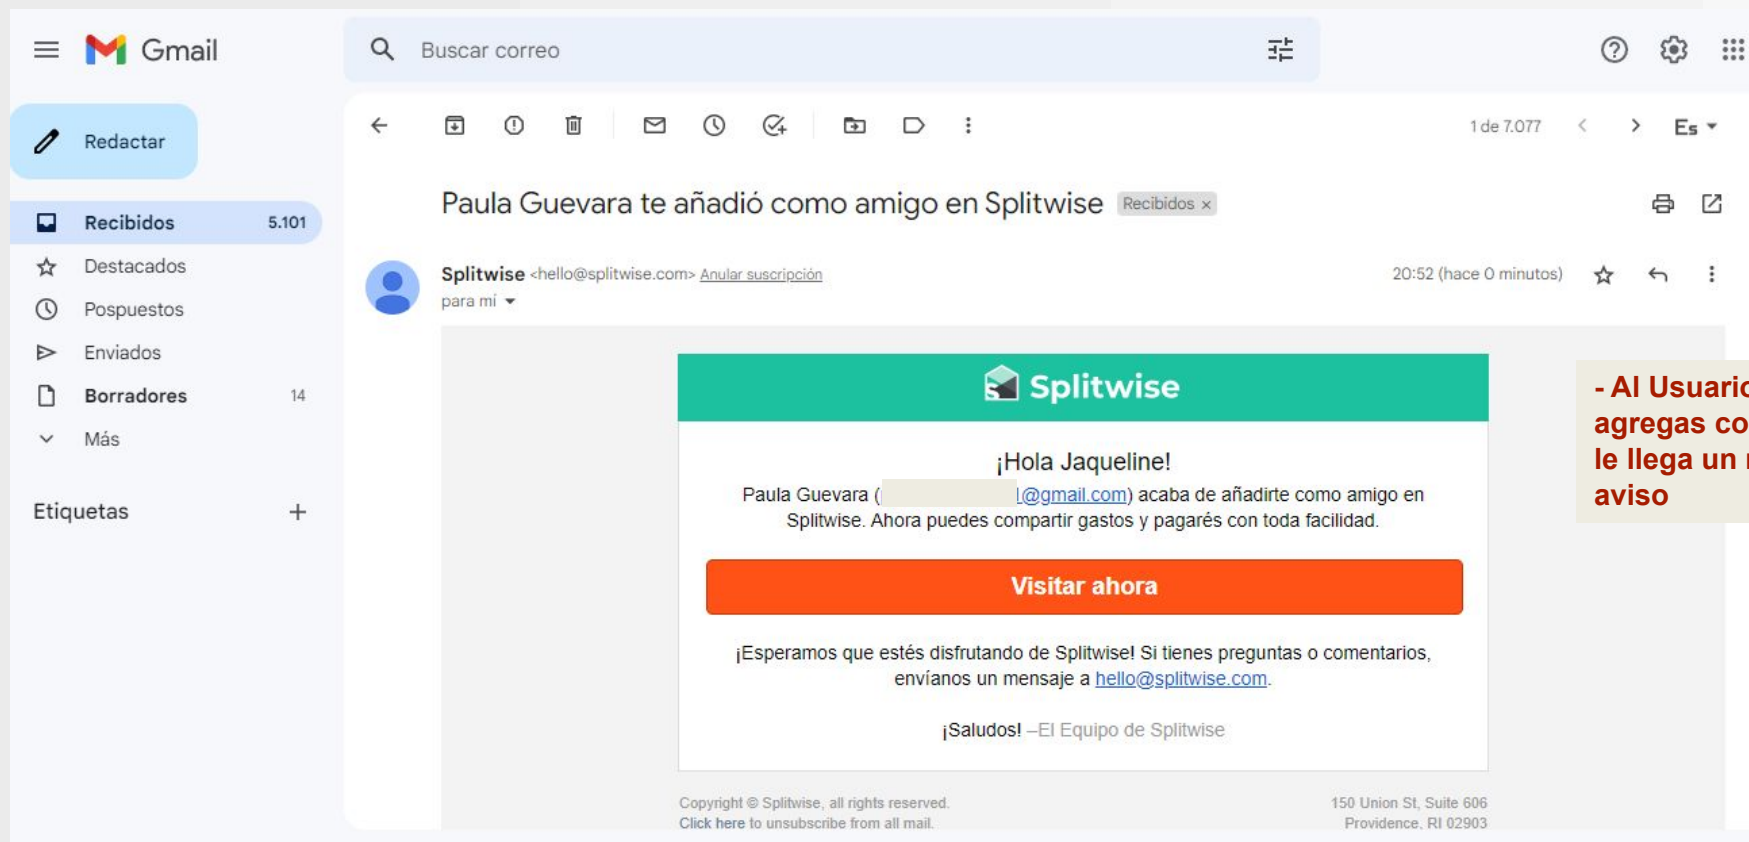 Gmail
Buscar correo
Redactar
1 de 7.077
Es
Paula Guevara te añadió como amigo en Splitwise Recibidos x
Recibidos 5.101
Destacados
Pospuestos
Enviados
Borradores 14
Más
Etiquetas
Splitwise <hello@splitwise.com> Anular suscripción
20:52 (hace 0 minutos)
para mí
Splitwise
¡Hola Jaqueline!
Paula Guevara ( @gmail.com) acaba de añadirte como amigo en
Splitwise. Ahora puedes compartir gastos y pagarés con toda facilidad.
Visitar ahora
¡Esperamos que estés disfrutando de Splitwise! Si tienes preguntas o comentarios,
envíanos un mensaje a hello@splitwise.com.
¡Saludos! –El Equipo de Splitwise
Copyright © Splitwise, all rights reserved.
Click here to unsubscribe from all mail.
150 Union St, Suite 606
Providence, RI 02903
- Al
agregas
le llega un
aviso